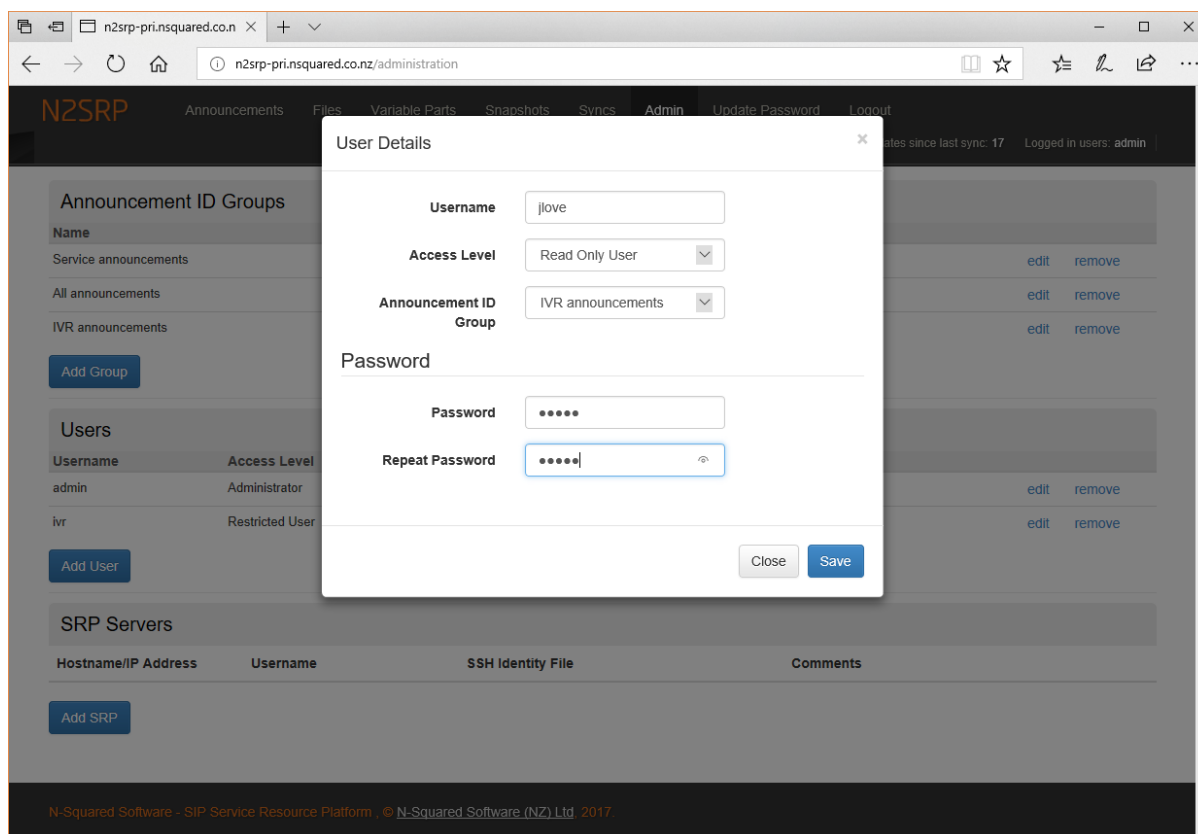 n2srp-pri.nsquared.co.n
n2srp-pri.nsquared.co.nz/administration
N2SRP Announcements Files Variable Parts Snapshots Syncs Admin Update Password Logout
ates since last sync: 17 Logged in users: admin
User Details
Username jlove
Access Level Read Only User
Announcement ID Group IVR announcements
Password
Password •••••
Repeat Password •••••
Close Save
Announcement ID Groups
Name
Service announcements edit remove
All announcements edit remove
IVR announcements edit remove
Add Group
Users
Username Access Level
admin Administrator edit remove
ivr Restricted User edit remove
Add User
SRP Servers
Hostname/IP Address Username SSH Identity File Comments
Add SRP
N-Squared Software - SIP Service Resource Platform , © N-Squared Software (NZ) Ltd, 2017.